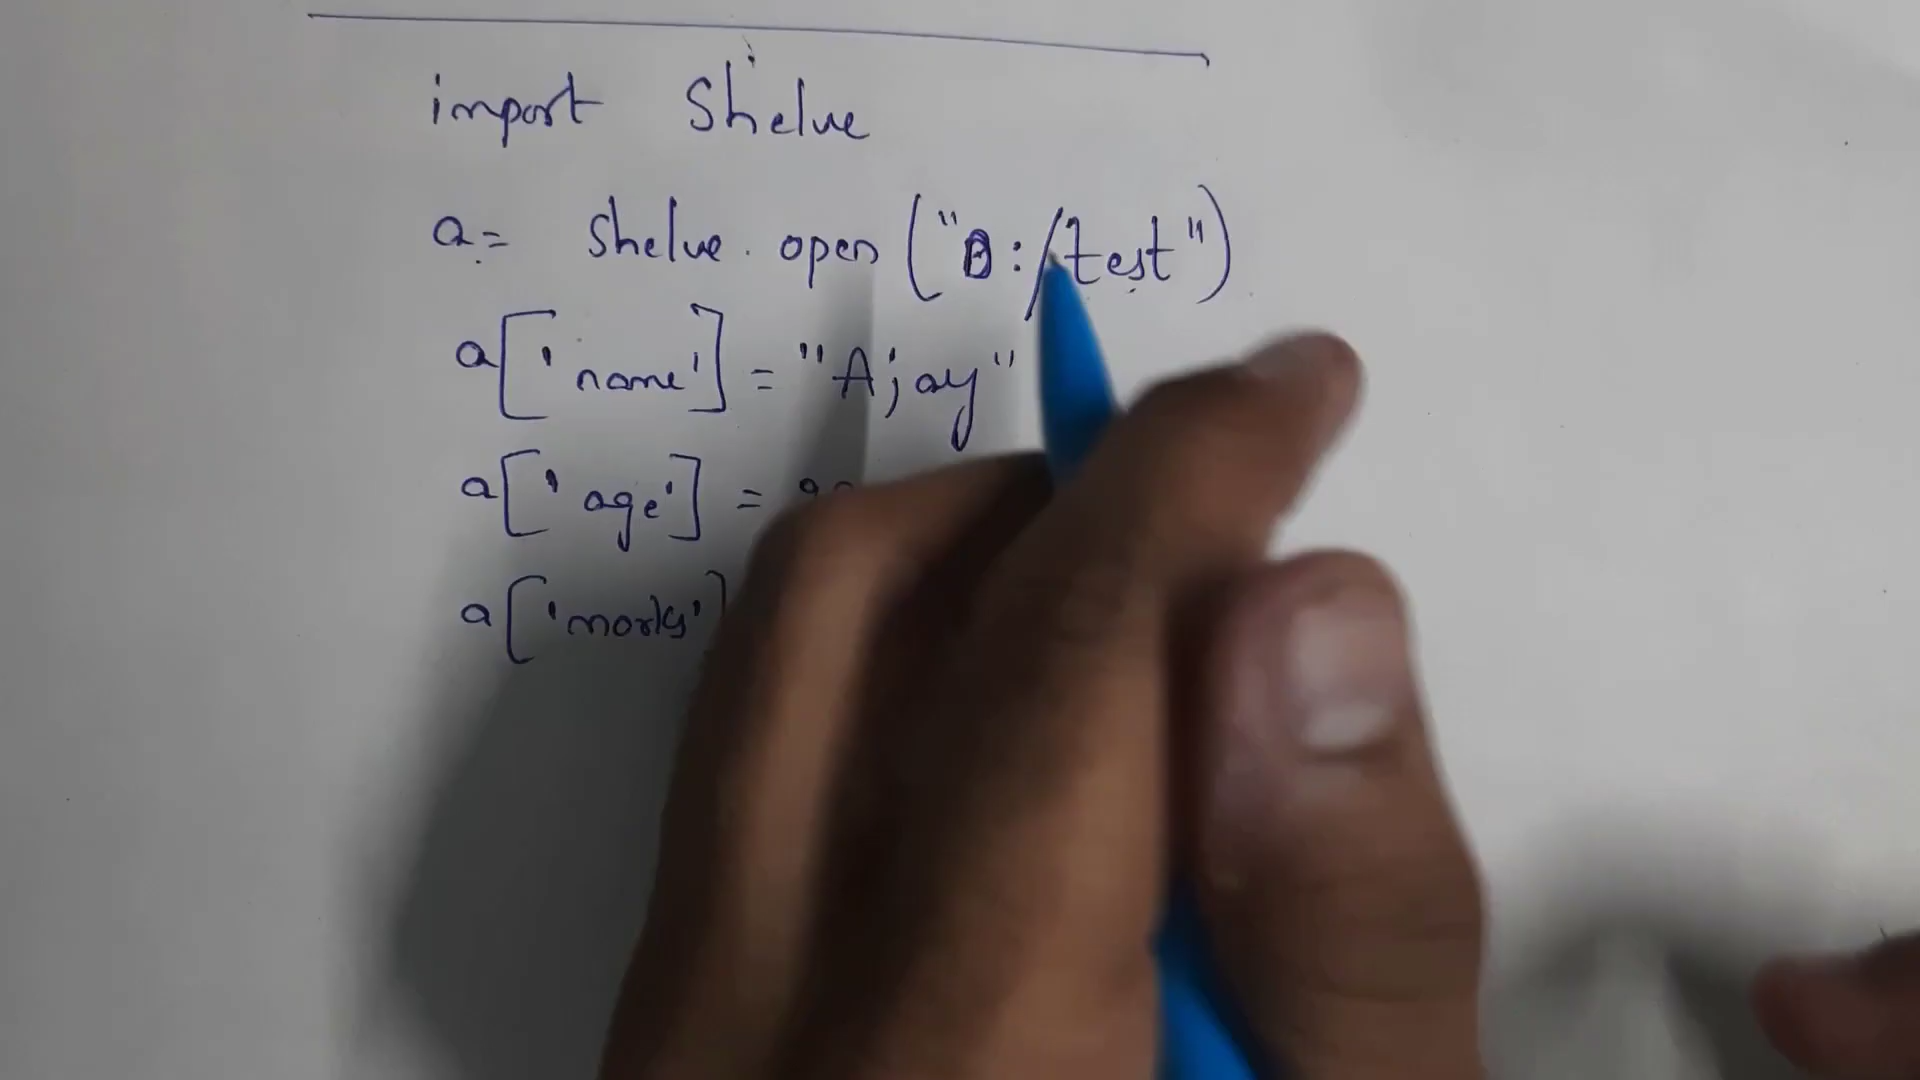 import Shelve
a= Shelve.open("D:/test")
a['name'] = "Ajay"
a['age'] =
a['marks']